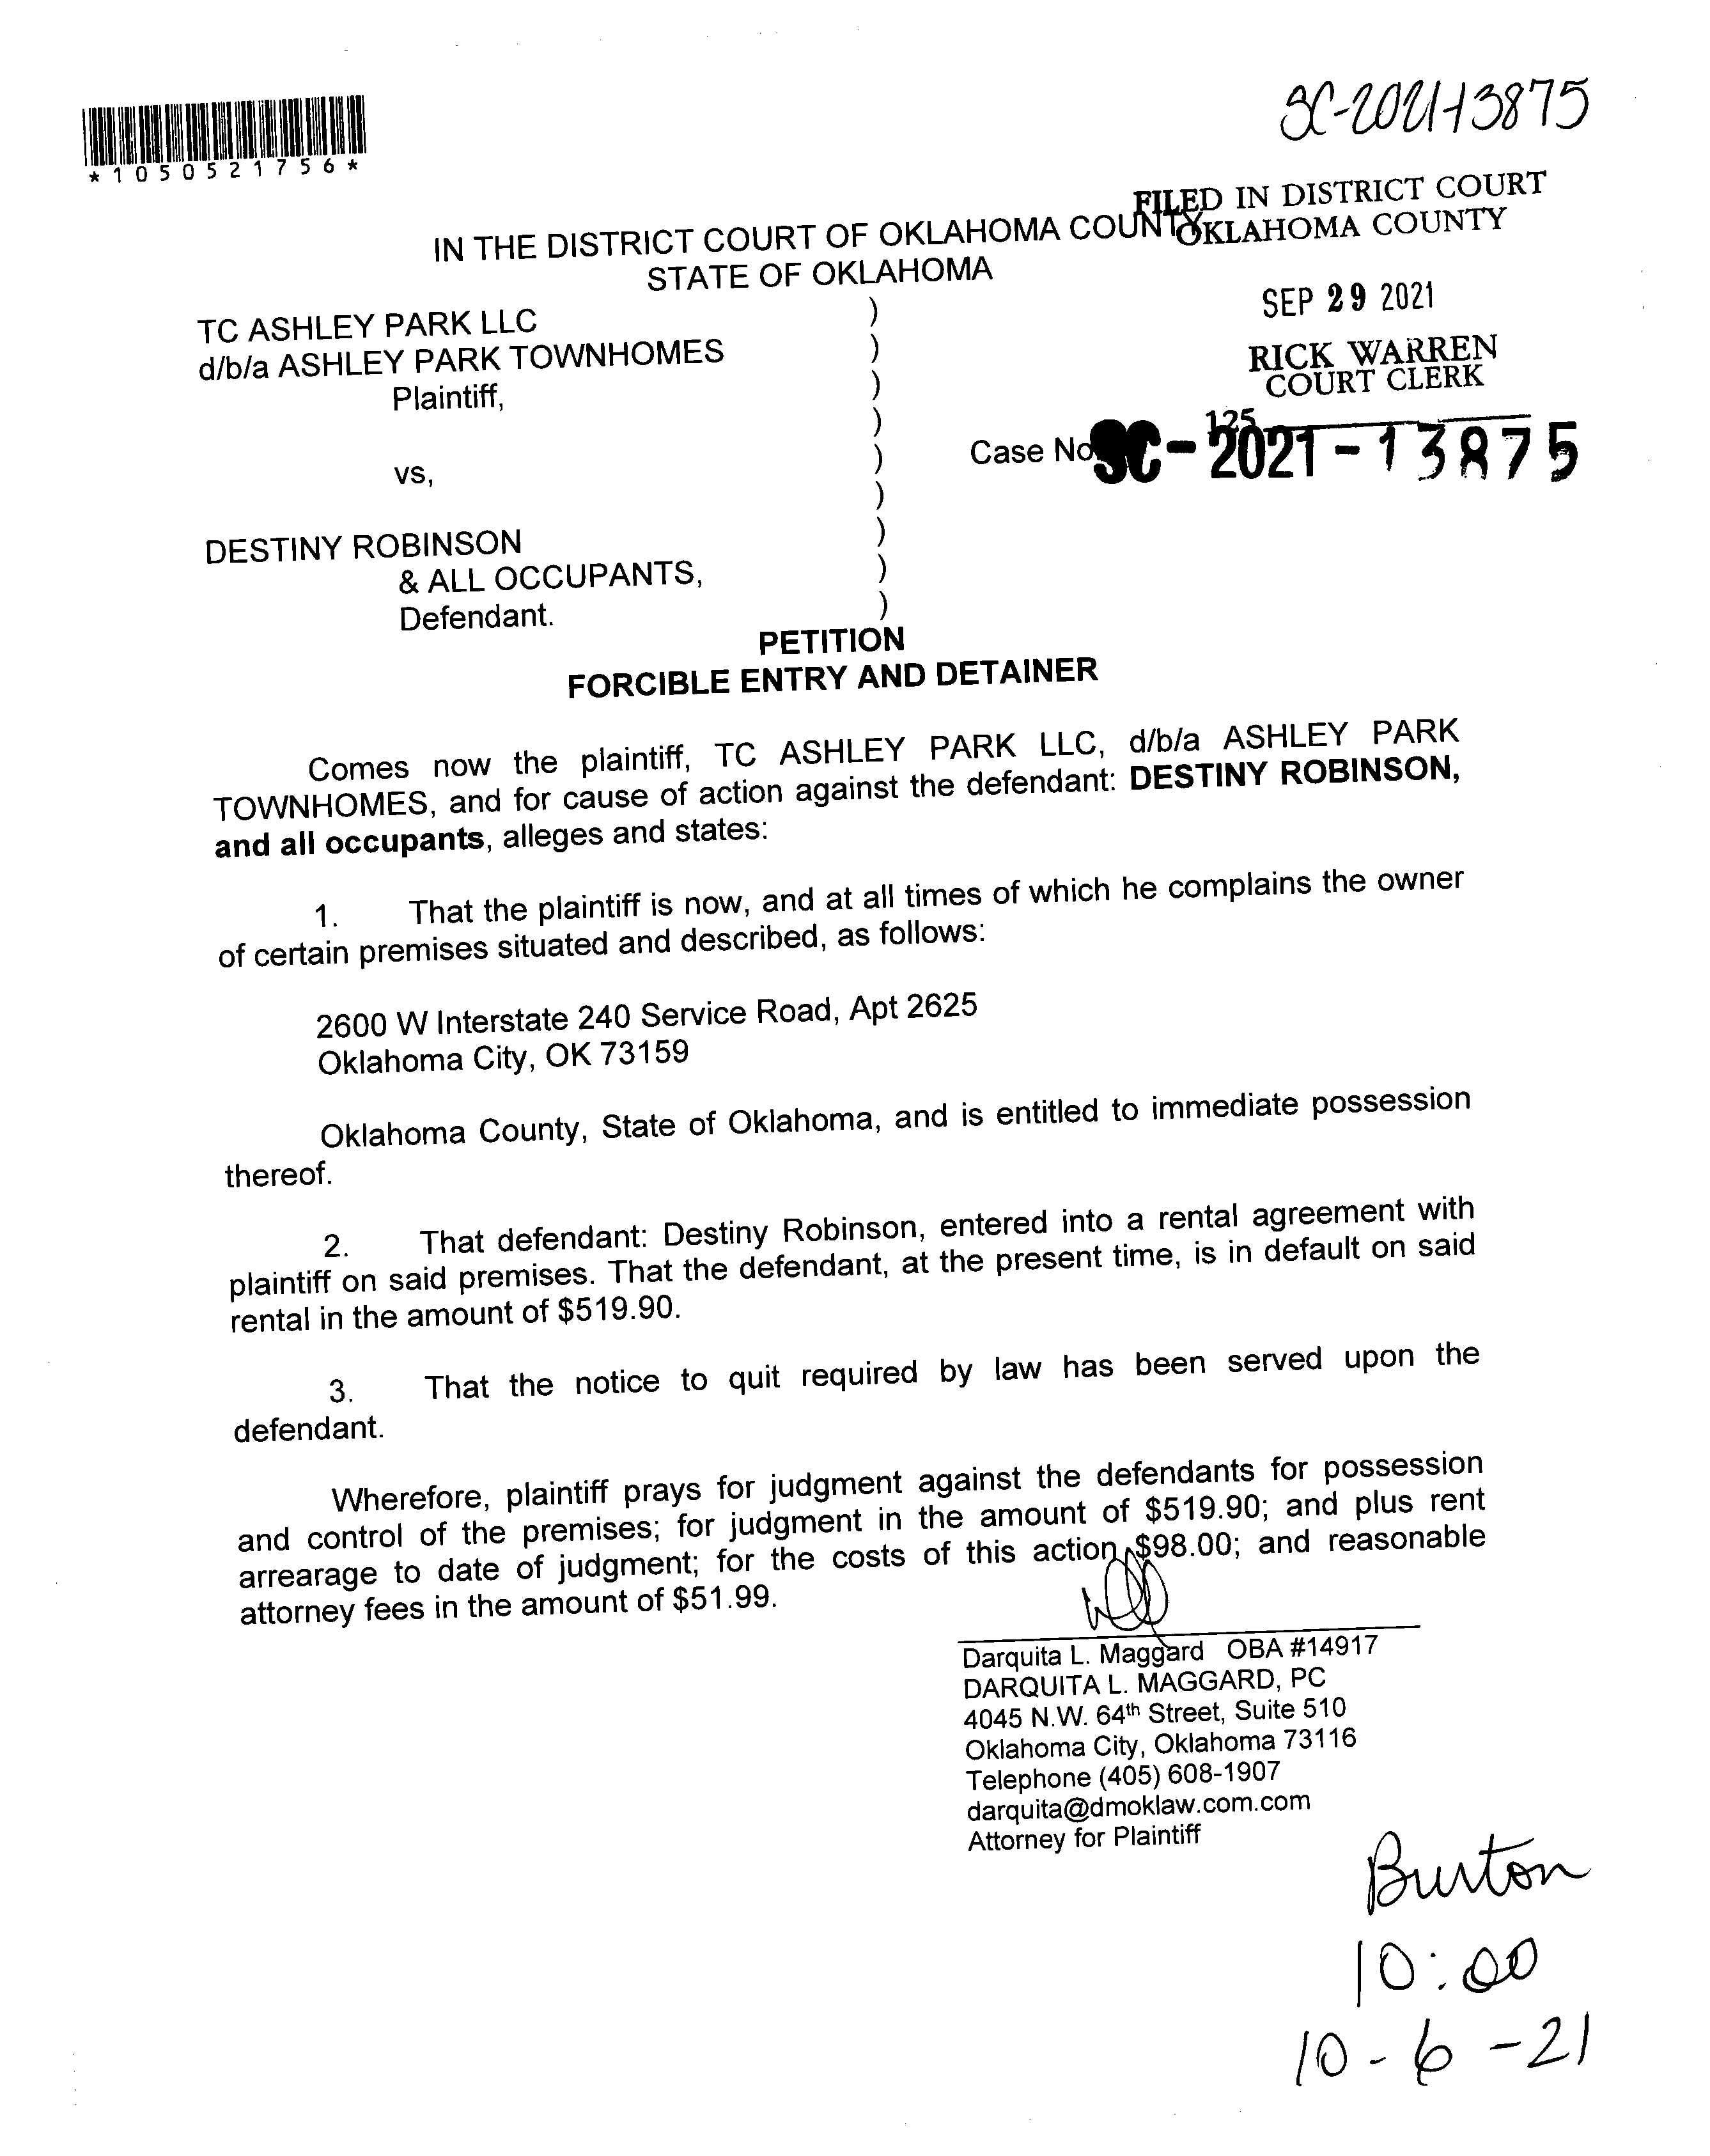 SC-2021-13875
*1050521756*
FILED IN DISTRICT COURT
OKLAHOMA COUNTY
IN THE DISTRICT COURT OF OKLAHOMA COUNTY
STATE OF OKLAHOMA
SEP 29 2021
RICK WARREN
COURT CLERK
125
TC ASHLEY PARK LLC )
d/b/a ASHLEY PARK TOWNHOMES )
Plaintiff, )
)
vs, ) Case No SC-2021-13875
)
DESTINY ROBINSON )
& ALL OCCUPANTS, )
Defendant. )
PETITION
FORCIBLE ENTRY AND DETAINER
Comes now the plaintiff, TC ASHLEY PARK LLC, d/b/a ASHLEY PARK
TOWNHOMES, and for cause of action against the defendant: DESTINY ROBINSON,
and all occupants, alleges and states:
1. That the plaintiff is now, and at all times of which he complains the owner
of certain premises situated and described, as follows:
2600 W Interstate 240 Service Road, Apt 2625
Oklahoma City, OK 73159
Oklahoma County, State of Oklahoma, and is entitled to immediate possession
thereof.
2. That defendant: Destiny Robinson, entered into a rental agreement with
plaintiff on said premises. That the defendant, at the present time, is in default on said
rental in the amount of $519.90.
3. That the notice to quit required by law has been served upon the
defendant.
Wherefore, plaintiff prays for judgment against the defendants for possession
and control of the premises; for judgment in the amount of $519.90; and plus rent
arrearage to date of judgment; for the costs of this action $98.00; and reasonable
attorney fees in the amount of $51.99.
Darquita L. Maggard OBA #14917
DARQUITA L. MAGGARD, PC
4045 N.W. 64th Street, Suite 510
Oklahoma City, Oklahoma 73116
Telephone (405) 608-1907
darquita@dmoklaw.com.com
Attorney for Plaintiff
Burton
10:00
10-6-21